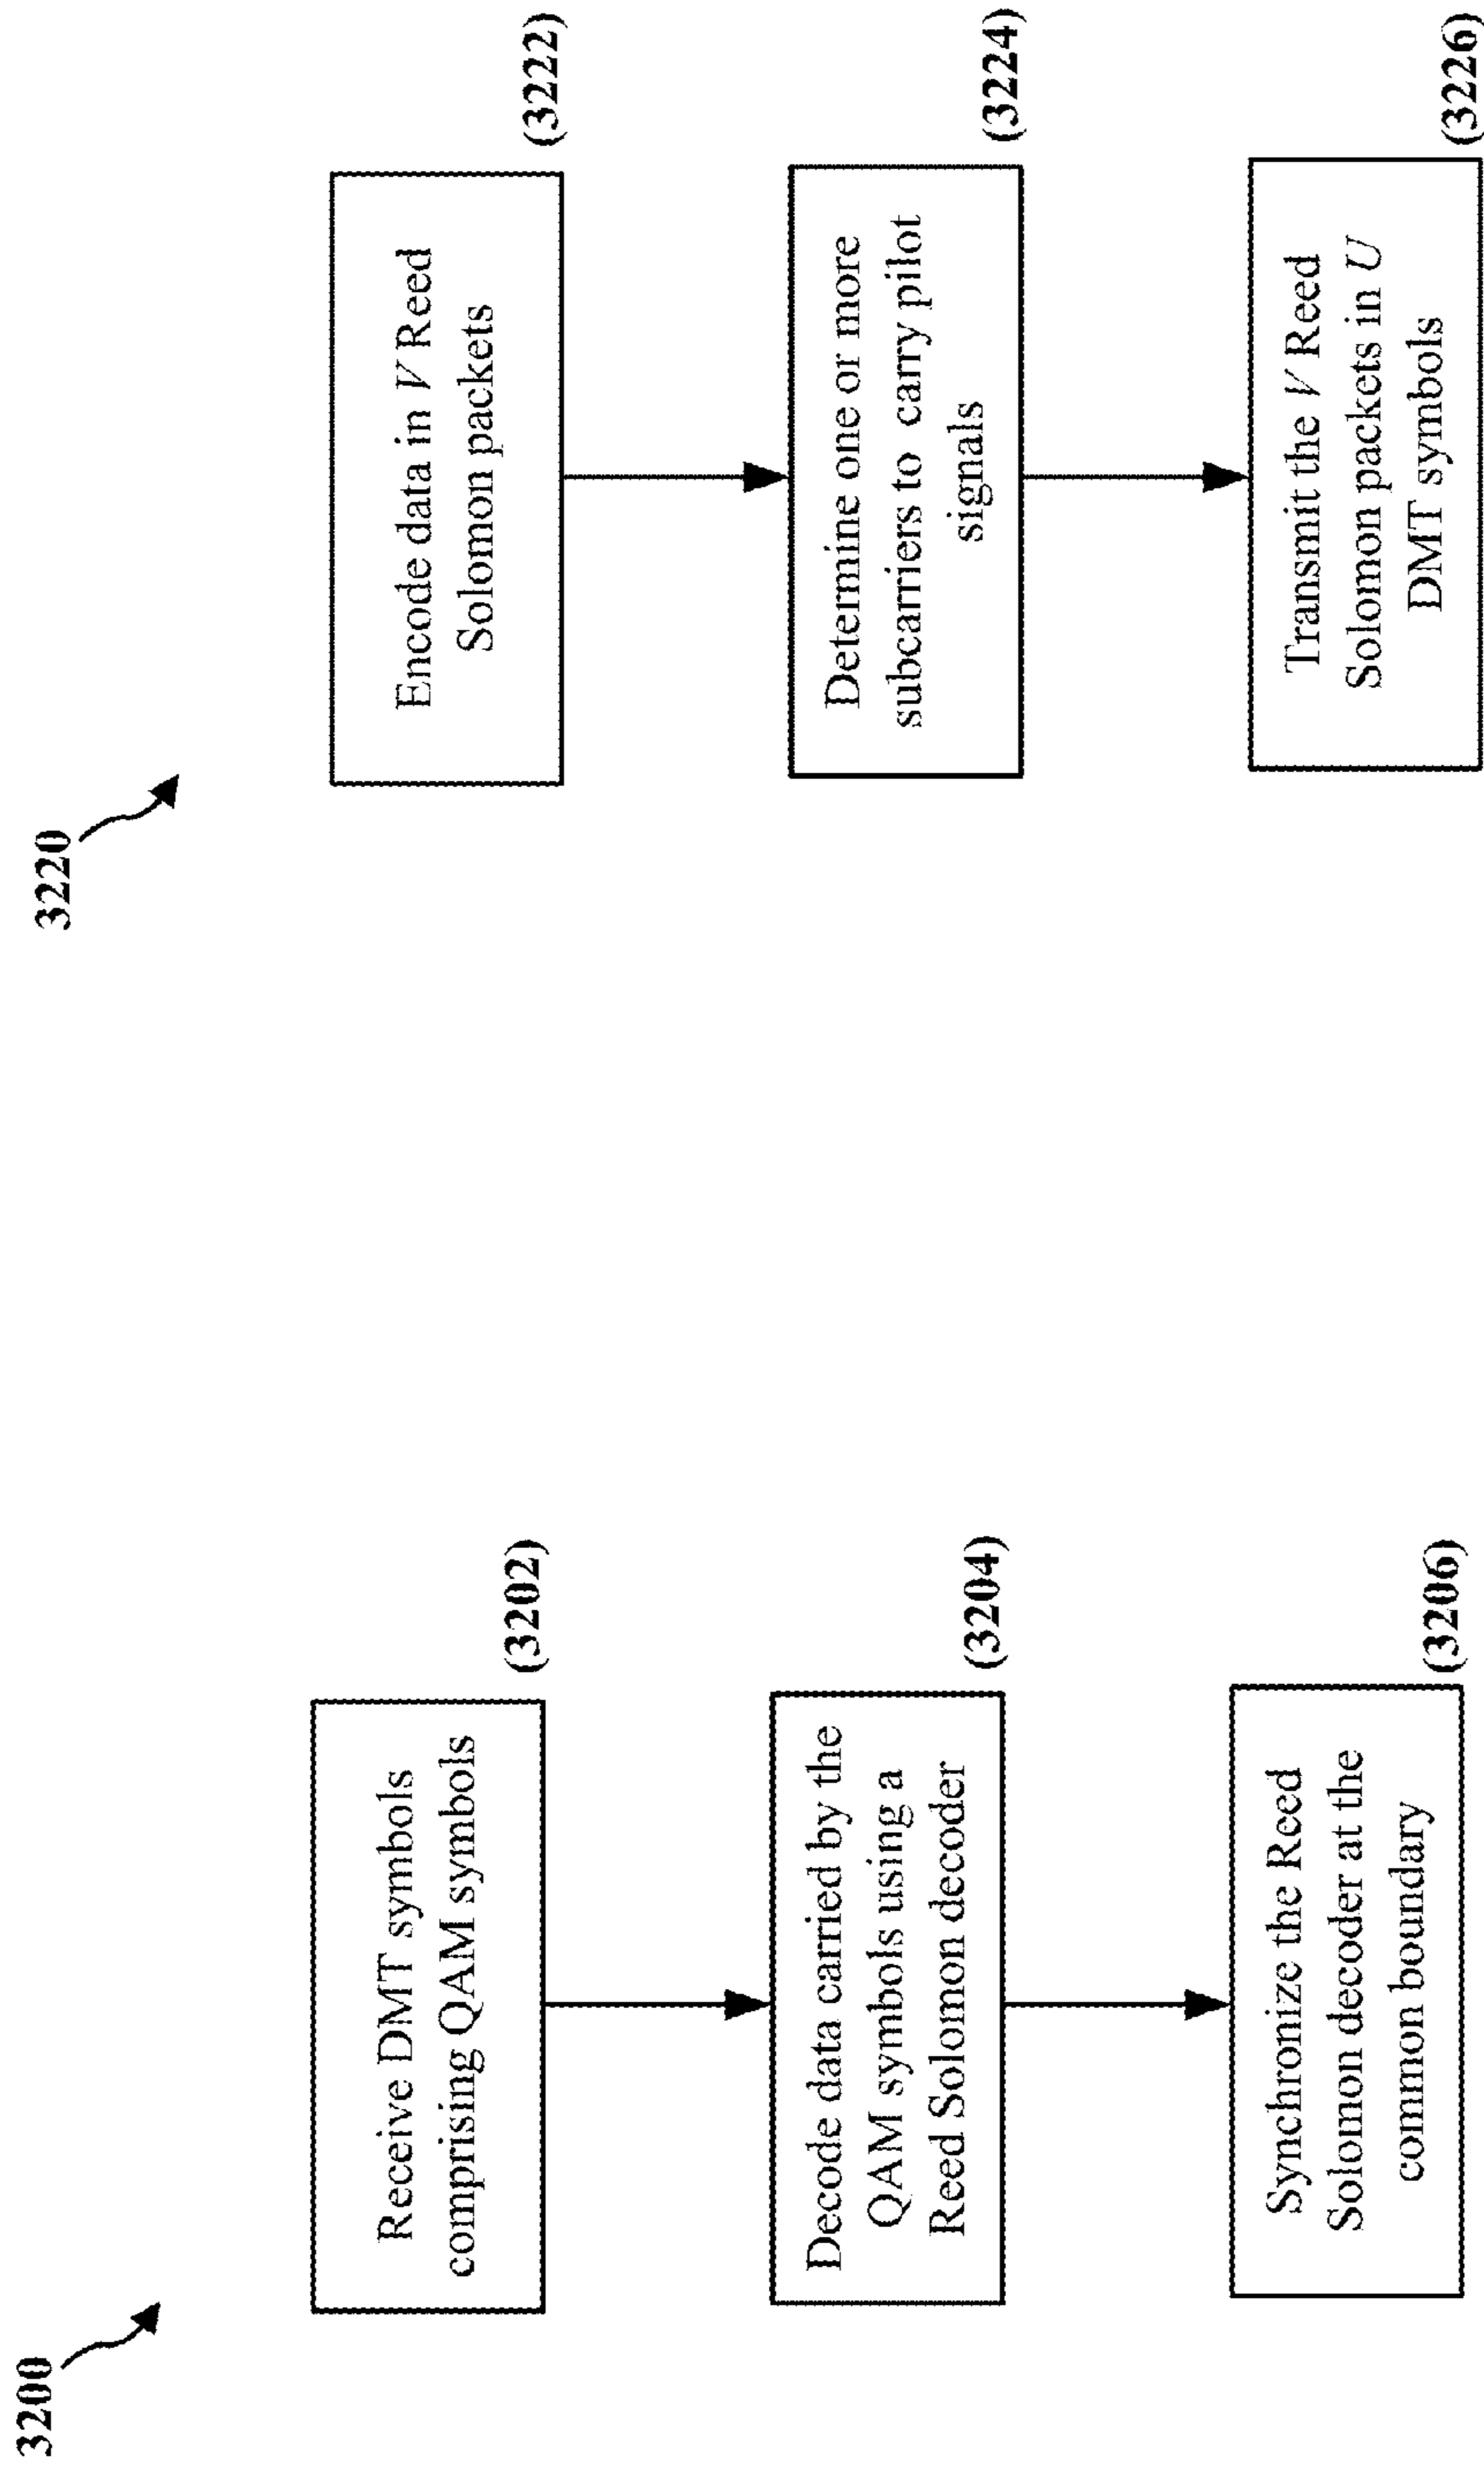 3200
Receive DMT symbols
comprising QAM symbols
(3202)
Decode data carried by the
QAM symbols using a
Reed Solomon decoder
(3204)
Synchronize the Reed
Solomon decoder at the
common boundary
(3206)
3220
Encode data in V Reed
Solomon packets
(3222)
Determine one or more
subcarriers to carry pilot
signals
(3224)
Transmit the V Reed
Solomon packets in U
DMT symbols
(3226)